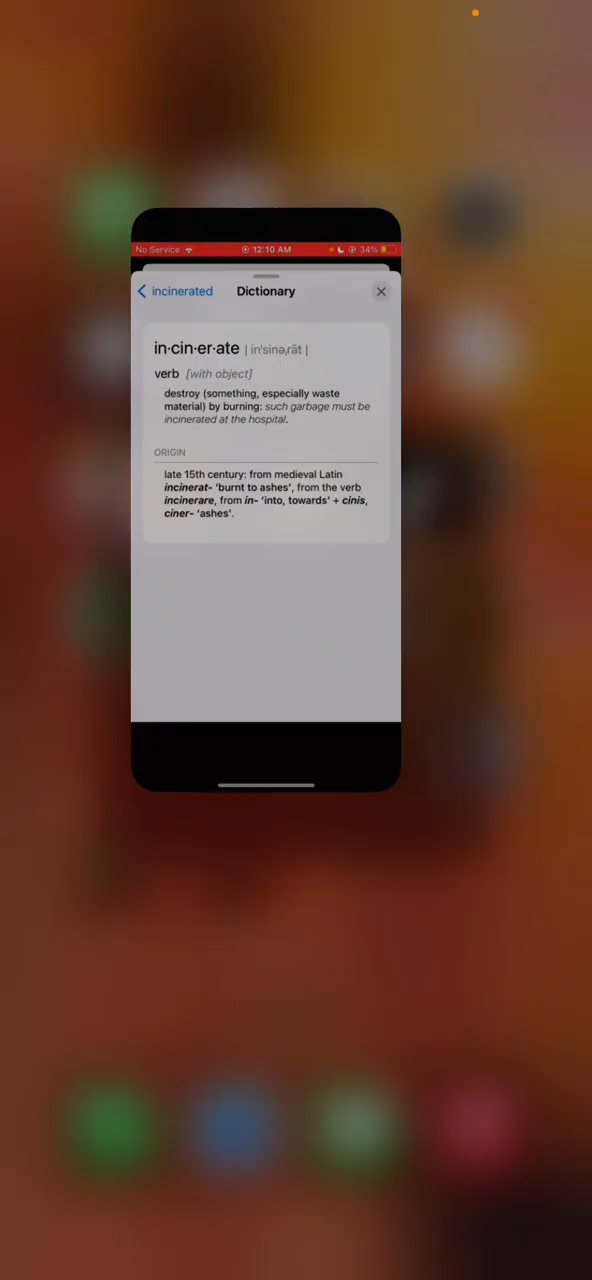 No Service 12:10 AM 34%
incinerated Dictionary
in·cin·er·ate | inˈsinəˌrāt |
verb [with object]
destroy (something, especially waste
material) by burning: such garbage must be
incinerated at the hospital.
ORIGIN
late 15th century: from medieval Latin
incinerat- ‘burnt to ashes’, from the verb
incinerare, from in- ‘into, towards’ + cinis,
ciner- ‘ashes’.